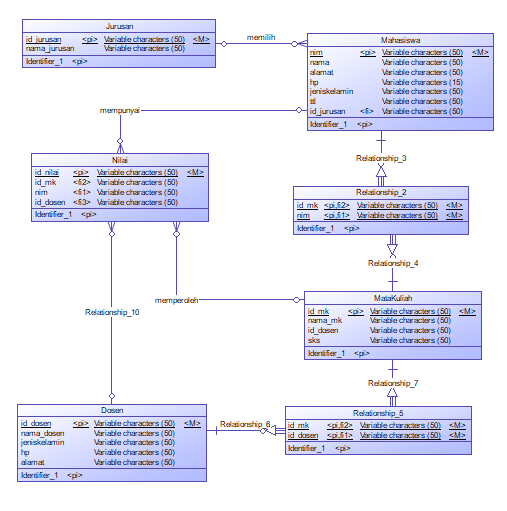 Jurusan
id_jurusan <pi> Variable characters (50) <M>
nama_jurusan Variable characters (50)
Identifier_1 <pi>
memilih
Mahasiswa
nim <pi> Variable characters (50) <M>
nama Variable characters (50)
alamat Variable characters (50)
hp Variable characters (15)
jeniskelamin Variable characters (50)
ttl Variable characters (50)
id_jurusan <fi> Variable characters (50)
Identifier_1 <pi>
mempunyai
Relationship_3
Nilai
id_nilai <pi> Variable characters (50) <M>
id_mk <fi2> Variable characters (50)
nim <fi1> Variable characters (50)
id_dosen <fi3> Variable characters (50)
Identifier_1 <pi>
Relationship_2
id_mk <pi,fi2> Variable characters (50) <M>
nim <pi,fi1> Variable characters (50) <M>
Identifier_1 <pi>
Relationship_4
memperoleh
Relationship_10
MataKuliah
id_mk <pi> Variable characters (50) <M>
nama_mk Variable characters (50)
id_dosen Variable characters (50)
sks Variable characters (50)
Identifier_1 <pi>
Relationship_7
Dosen
id_dosen <pi> Variable characters (50) <M>
nama_dosen Variable characters (50)
jeniskelamin Variable characters (50)
hp Variable characters (50)
alamat Variable characters (50)
Identifier_1 <pi>
Relationship_6
Relationship_5
id_mk <pi,fi2> Variable characters (50) <M>
id_dosen <pi,fi1> Variable characters (50) <M>
Identifier_1 <pi>